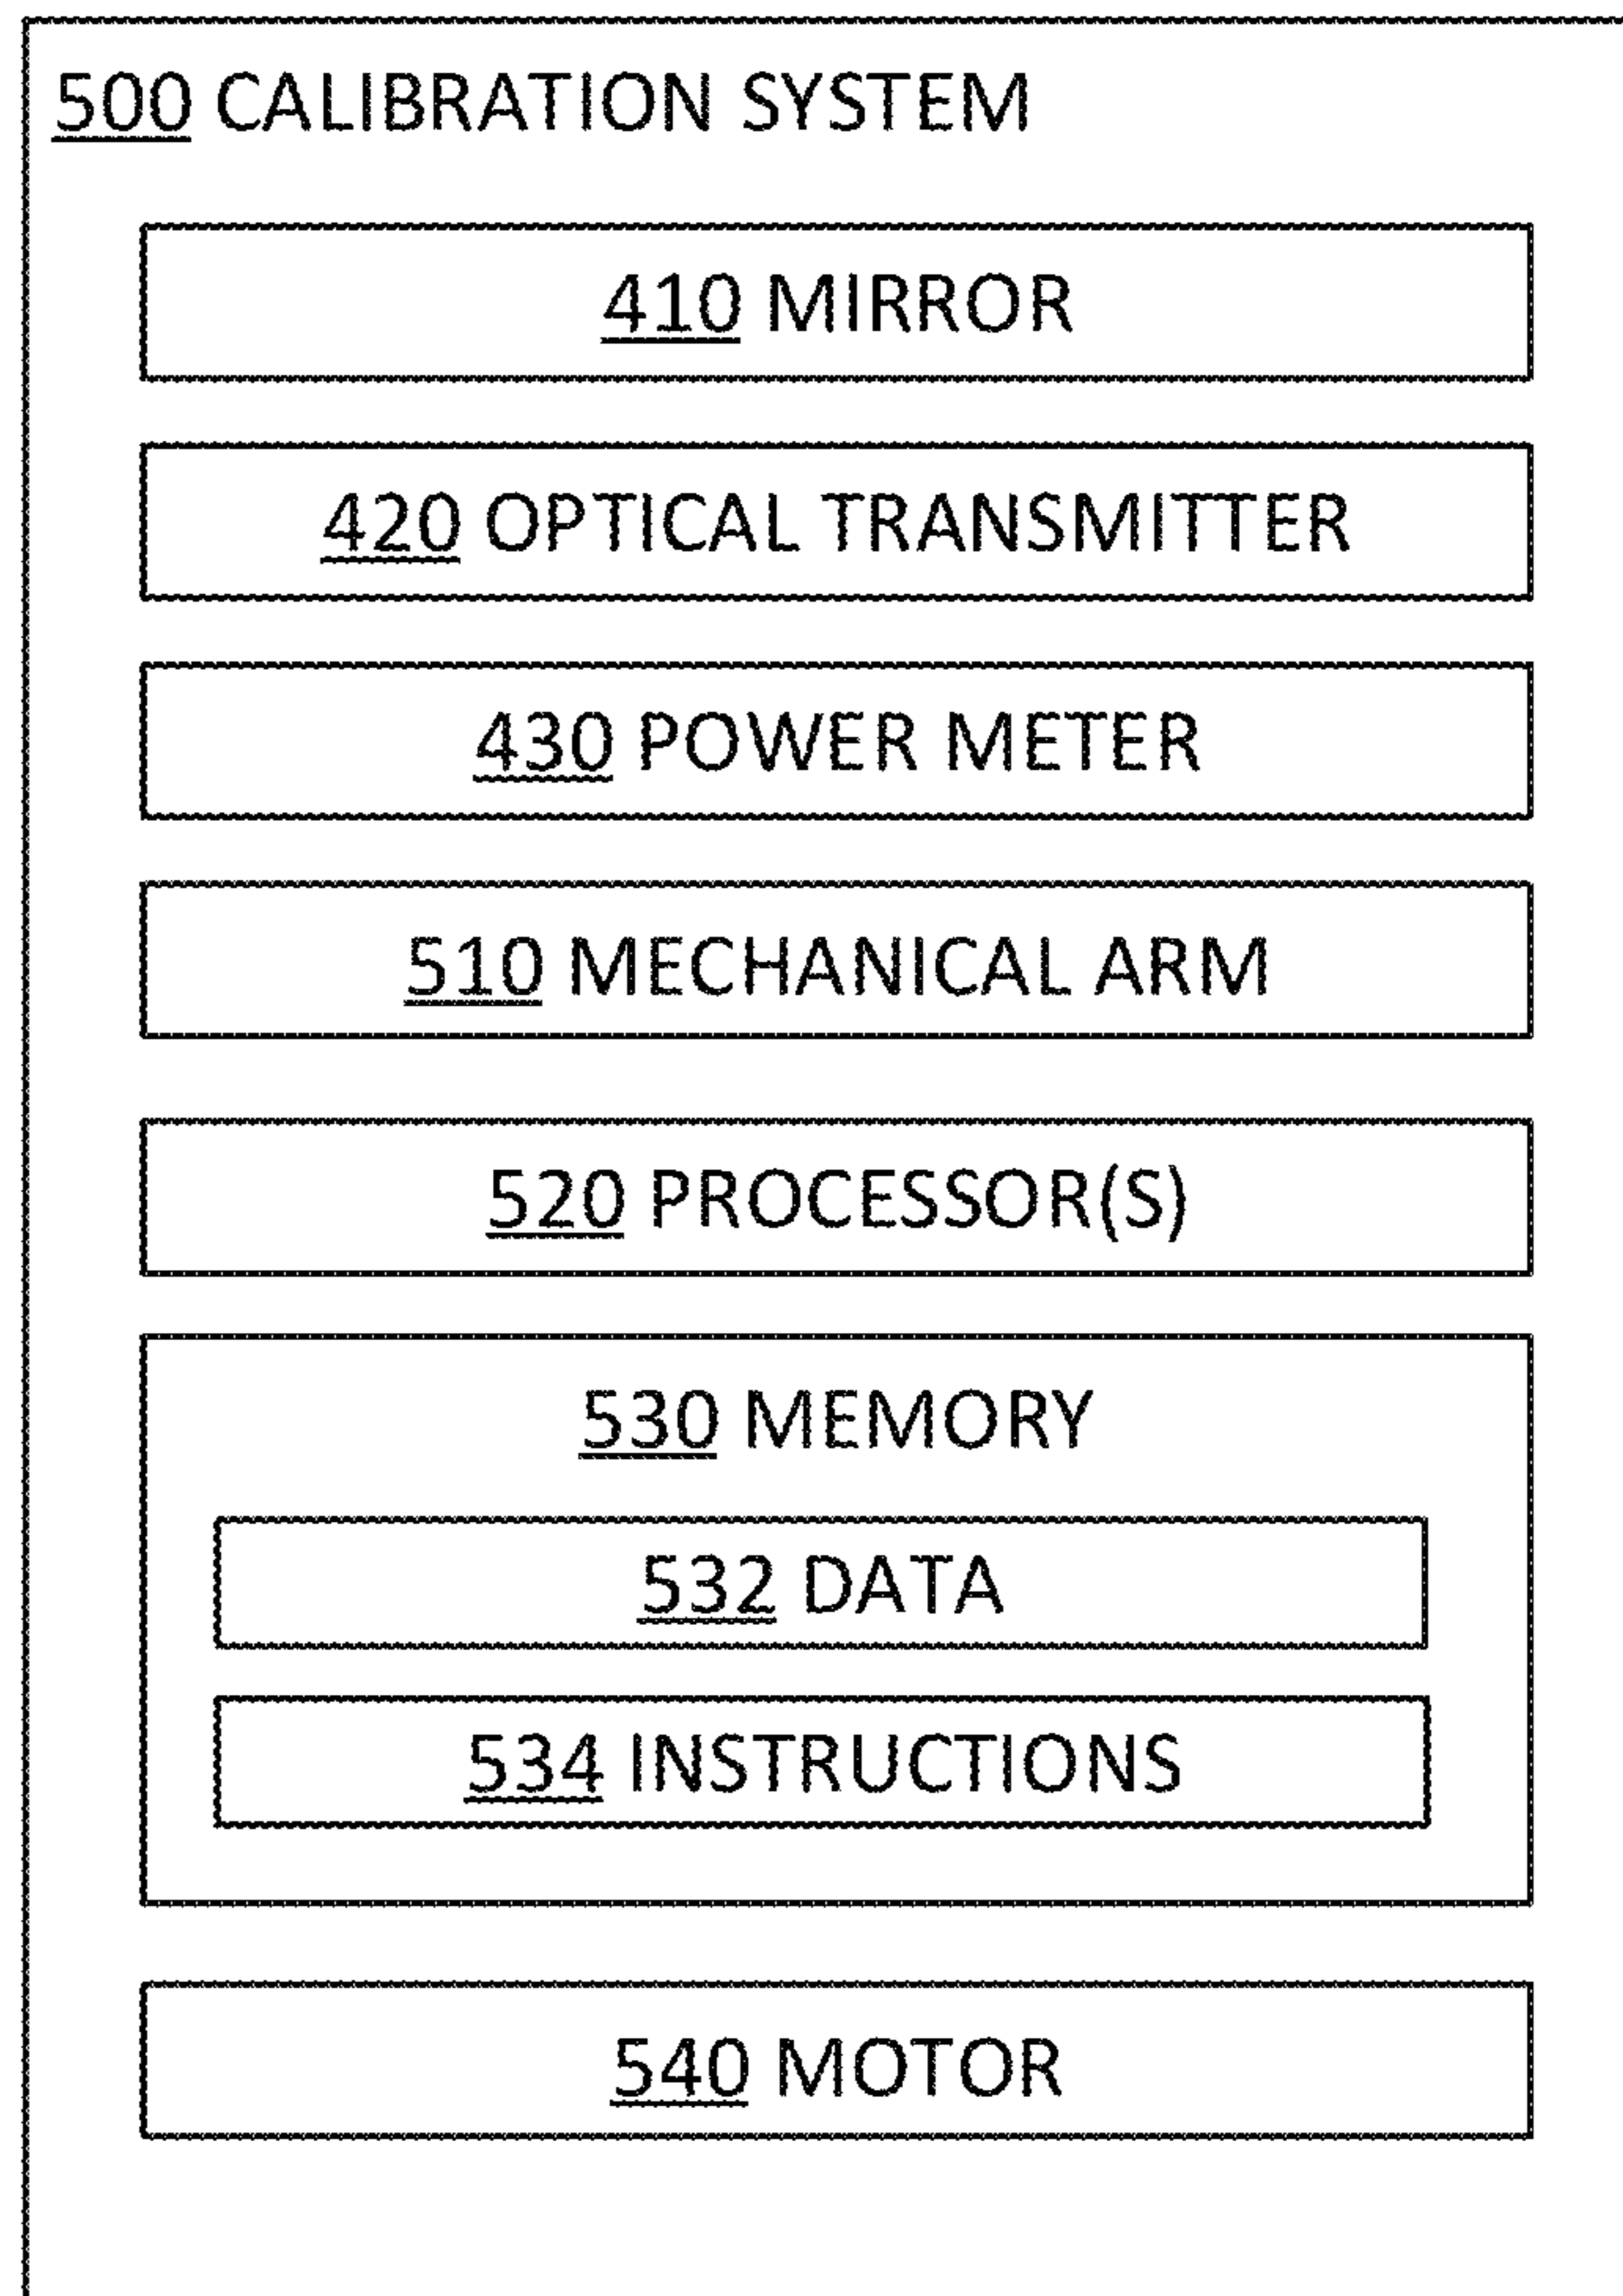 500 CALIBRATION SYSTEM
410 MIRROR
420 OPTICAL TRANSMITTER
430 POWER METER
510 MECHANICAL ARM
520 PROCESSOR(S)
530 MEMORY
532 DATA
534 INSTRUCTIONS
540 MOTOR